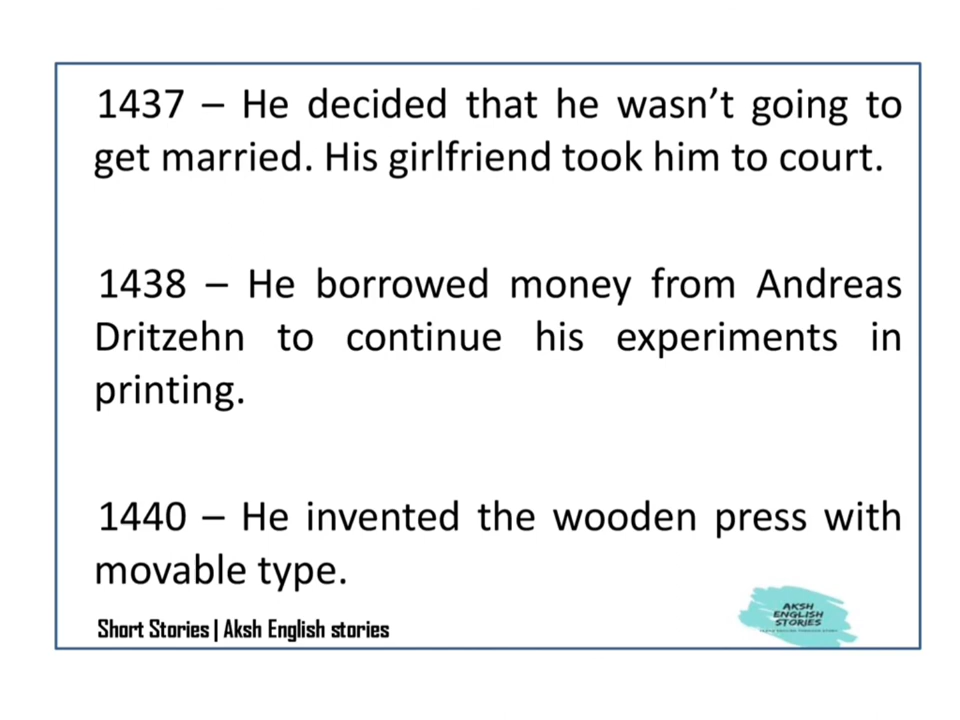 1437 – He decided that he wasn’t going to
get married. His girlfriend took him to court.
1438 – He borrowed money from Andreas
Dritzehn to continue his experiments in
printing.
1440 – He invented the wooden press with
movable type.
Short Stories | Aksh English stories
AKSH
ENGLISH
STORIES